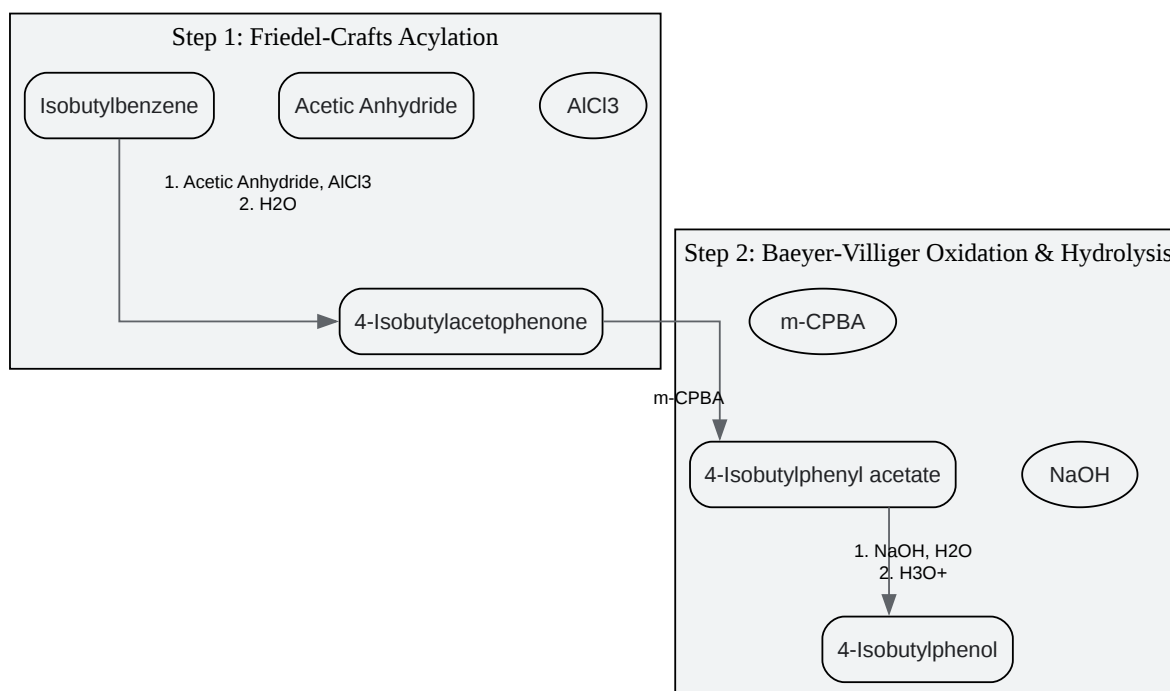 Step 1: Friedel-Crafts Acylation
Isobutylbenzene
Acetic Anhydride
AlCl3
1. Acetic Anhydride, AlCl3
2. H2O
4-Isobutylacetophenone
Step 2: Baeyer-Villiger Oxidation & Hydrolysis
m-CPBA
m-CPBA
4-Isobutylphenyl acetate
NaOH
1. NaOH, H2O
2. H3O+
4-Isobutylphenol